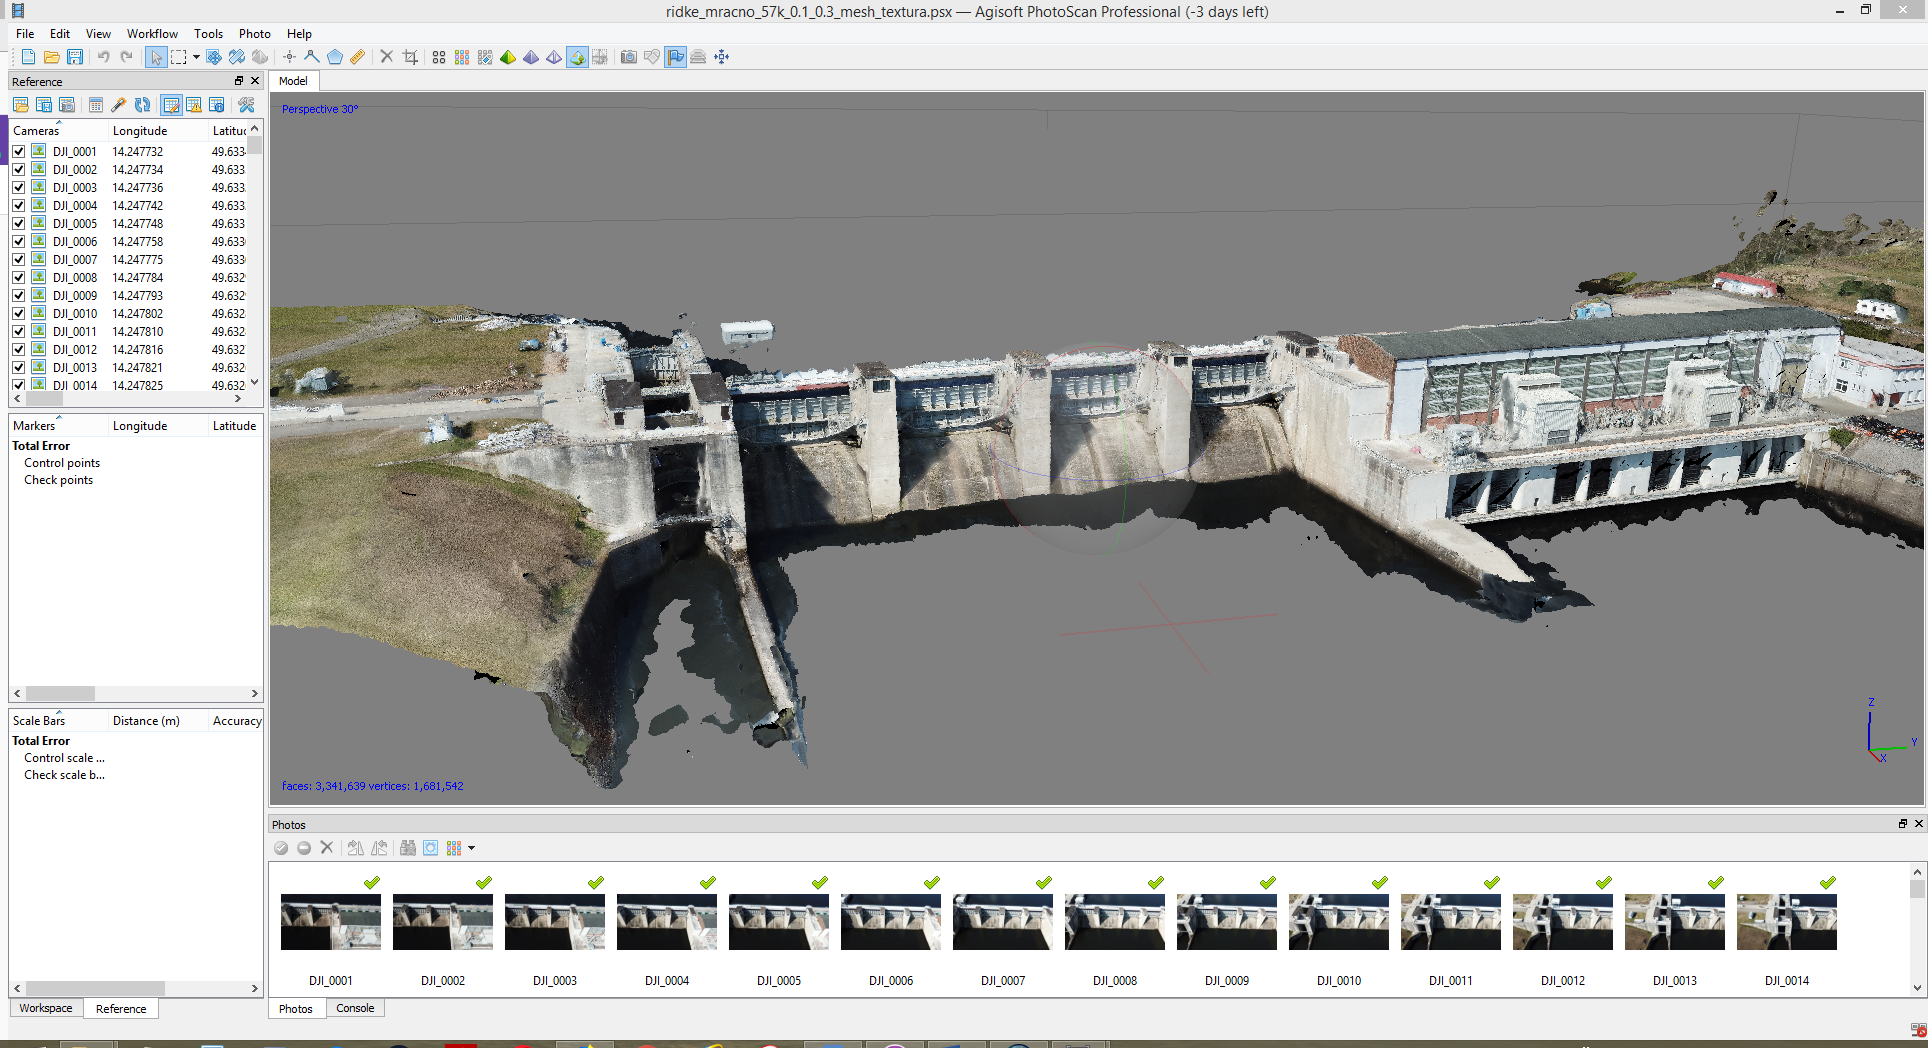 ridke_mracno_57k_0.1_0.3_mesh_textura.psx — Agisoft PhotoScan Professional (-3 days left)
File Edit View Workflow Tools Photo Help
Reference
Model
Perspective 30°
Cameras Longitude Latituc
DJI_0001 14.247732 49.633
DJI_0002 14.247734 49.633
DJI_0003 14.247736 49.633
DJI_0004 14.247742 49.633
DJI_0005 14.247748 49.633
DJI_0006 14.247758 49.633
DJI_0007 14.247775 49.633
DJI_0008 14.247784 49.632
DJI_0009 14.247793 49.632
DJI_0010 14.247802 49.632
DJI_0011 14.247810 49.632
DJI_0012 14.247816 49.632
DJI_0013 14.247821 49.632
DJI_0014 14.247825 49.632
Markers Longitude Latitude
Total Error
Control points
Check points
Scale Bars Distance (m) Accuracy
Total Error
Control scale ...
Check scale b...
Z
Y
X
faces: 3,341,639 vertices: 1,681,542
Photos
DJI_0001 DJI_0002 DJI_0003 DJI_0004 DJI_0005 DJI_0006 DJI_0007 DJI_0008 DJI_0009 DJI_0010 DJI_0011 DJI_0012 DJI_0013 DJI_0014
Workspace Reference
Photos Console